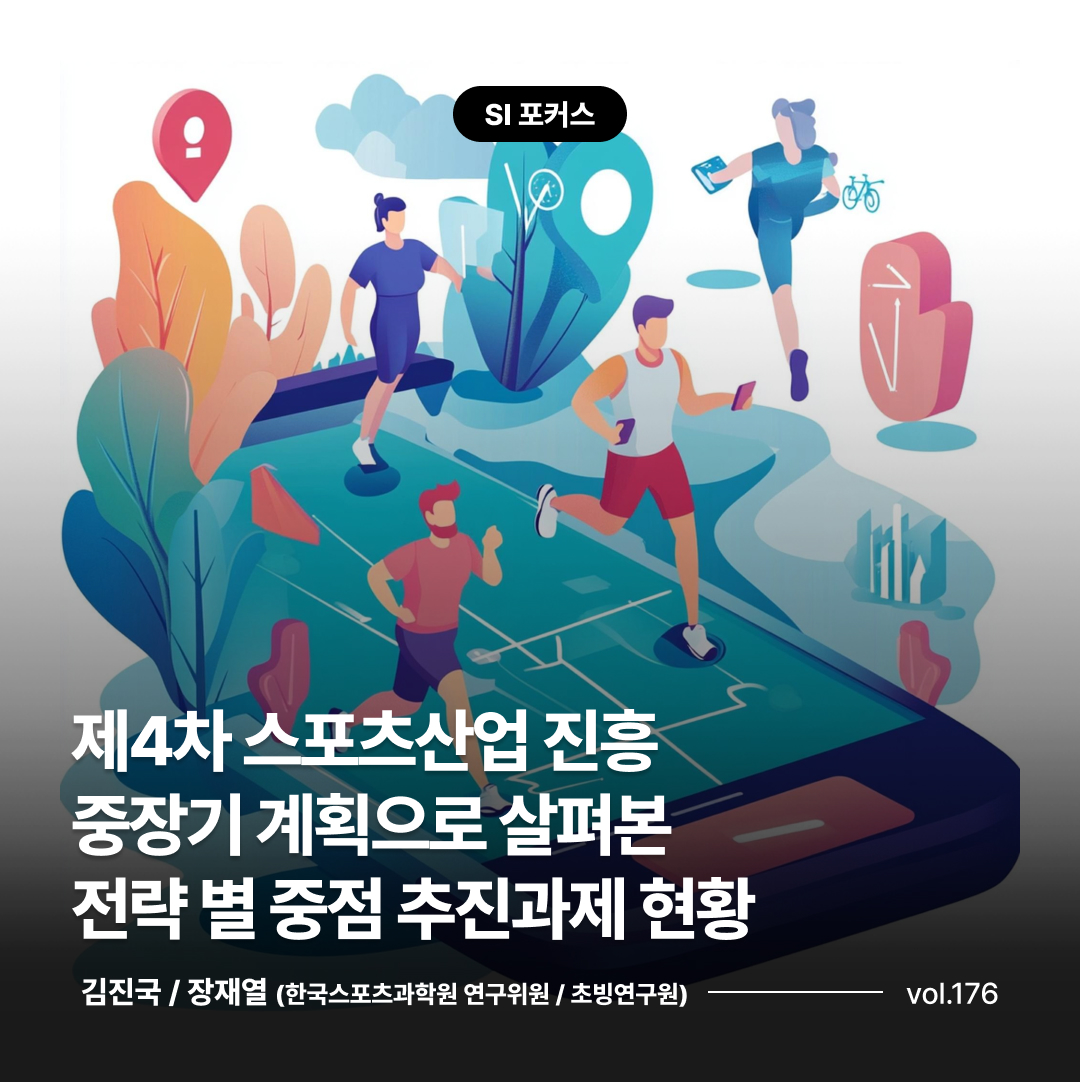 SI 포커스
제4차 스포츠산업 진흥
중장기 계획으로 살펴본
전략 별 중점 추진과제 현황
김진국 / 장재열 (한국스포츠과학원 연구위원 / 초빙연구원)
vol.176